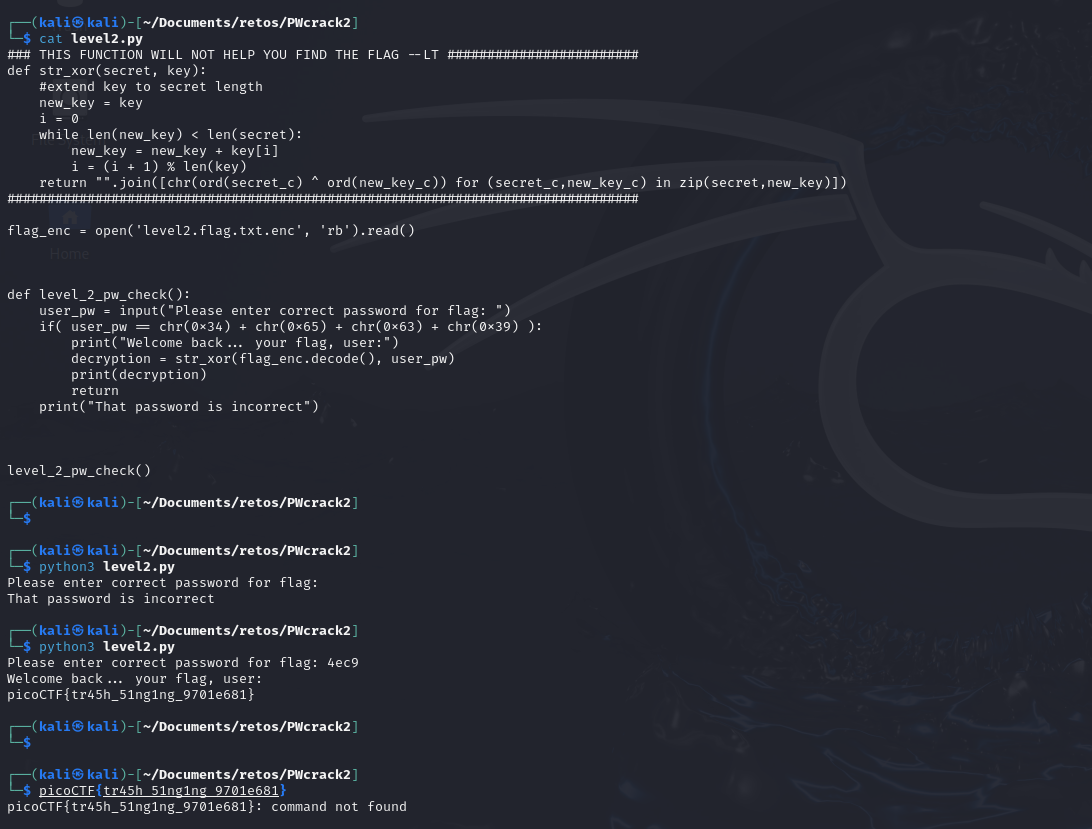 ┌──(kali㉿kali)-[~/Documents/retos/PWcrack2]
└─$ cat level2.py
### THIS FUNCTION WILL NOT HELP YOU FIND THE FLAG --LT ########################
def str_xor(secret, key):
    #extend key to secret length
    new_key = key
    i = 0
    while len(new_key) < len(secret):
        new_key = new_key + key[i]
        i = (i + 1) % len(key)
    return "".join([chr(ord(secret_c) ^ ord(new_key_c)) for (secret_c,new_key_c) in zip(secret,new_key)])
###############################################################################
flag_enc = open('level2.flag.txt.enc', 'rb').read()
Home
def level_2_pw_check():
    user_pw = input("Please enter correct password for flag: ")
    if( user_pw == chr(0x34) + chr(0x65) + chr(0x63) + chr(0x39) ):
        print("Welcome back... your flag, user:")
        decryption = str_xor(flag_enc.decode(), user_pw)
        print(decryption)
        return
    print("That password is incorrect")
level_2_pw_check()
┌──(kali㉿kali)-[~/Documents/retos/PWcrack2]
└─$
┌──(kali㉿kali)-[~/Documents/retos/PWcrack2]
└─$ python3 level2.py
Please enter correct password for flag:
That password is incorrect
┌──(kali㉿kali)-[~/Documents/retos/PWcrack2]
└─$ python3 level2.py
Please enter correct password for flag: 4ec9
Welcome back... your flag, user:
picoCTF{tr45h_51ng1ng_9701e681}
┌──(kali㉿kali)-[~/Documents/retos/PWcrack2]
└─$
┌──(kali㉿kali)-[~/Documents/retos/PWcrack2]
└─$ picoCTF{tr45h_51ng1ng_9701e681}
picoCTF{tr45h_51ng1ng_9701e681}: command not found